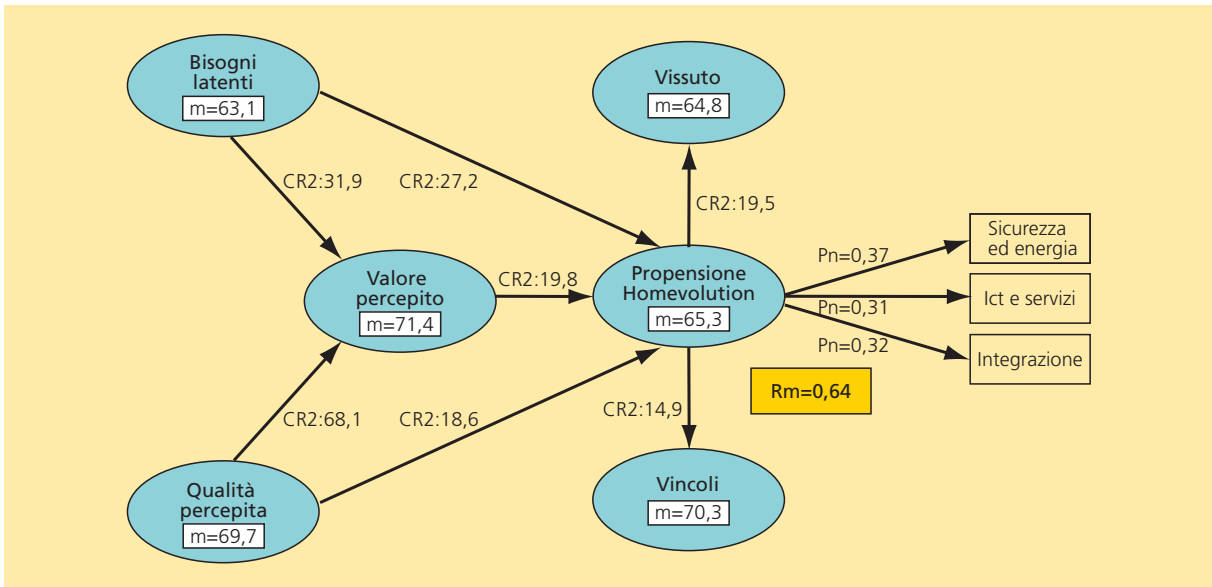 Bisogni
latenti
m=63,1
Vissuto
m=64,8
CR2:31,9
CR2:27,2
CR2:19,5
Valore
percepito
m=71,4
CR2:19,8
Propensione
Homevolution
m=65,3
Pn=0,37
Pn=0,31
Pn=0,32
Sicurezza
ed energia
Ict e servizi
Integrazione
Rm=0,64
CR2:68,1
CR2:18,6
CR2:14,9
Qualità
percepita
m=69,7
Vincoli
m=70,3